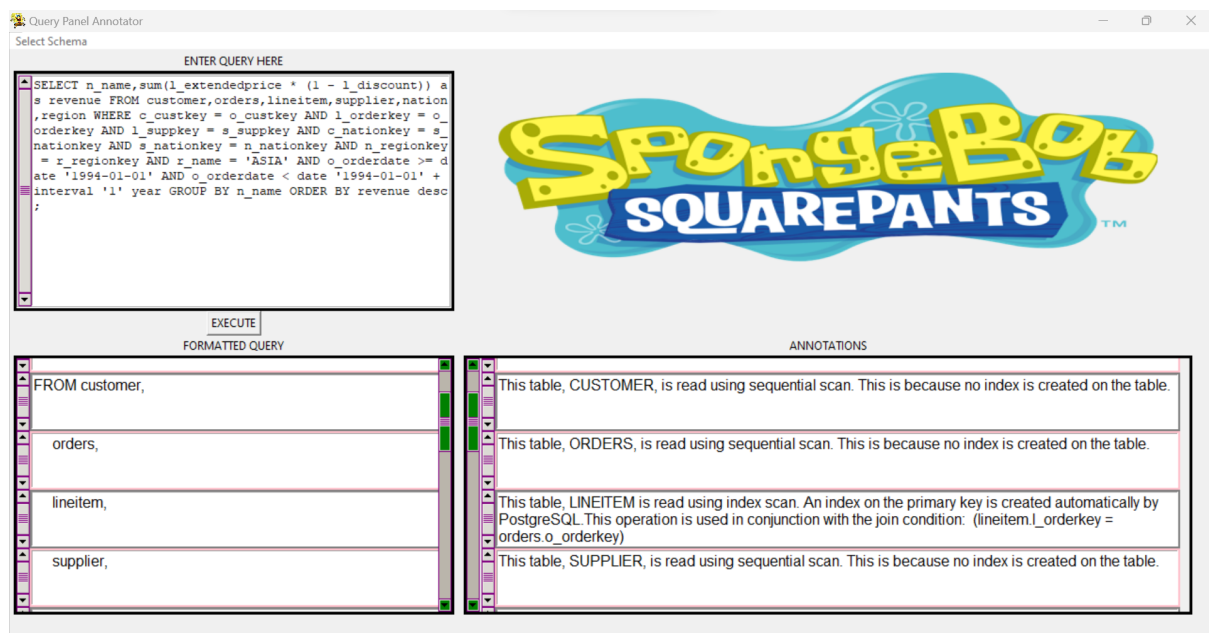 Query Panel Annotator
Select Schema
ENTER QUERY HERE
SELECT n_name,sum(l_extendedprice * (1 - l_discount)) a
s revenue FROM customer,orders,lineitem,supplier,nation
,region WHERE c_custkey = o_custkey AND l_orderkey = o_
orderkey AND l_suppkey = s_suppkey AND c_nationkey = s_
nationkey AND s_nationkey = n_nationkey AND n_regionkey
= r_regionkey AND r_name = 'ASIA' AND o_orderdate >= d
ate '1994-01-01' AND o_orderdate < date '1994-01-01' +
interval '1' year GROUP BY n_name ORDER BY revenue desc
;
SPONGEBOB
SQUAREPANTS
TM
EXECUTE
FORMATTED QUERY
ANNOTATIONS
FROM customer,
This table, CUSTOMER, is read using sequential scan. This is because no index is created on the table.
orders,
This table, ORDERS, is read using sequential scan. This is because no index is created on the table.
lineitem,
This table, LINEITEM is read using index scan. An index on the primary key is created automatically by
PostgreSQL.This operation is used in conjunction with the join condition: (lineitem.l_orderkey =
orders.o_orderkey)
supplier,
This table, SUPPLIER, is read using sequential scan. This is because no index is created on the table.